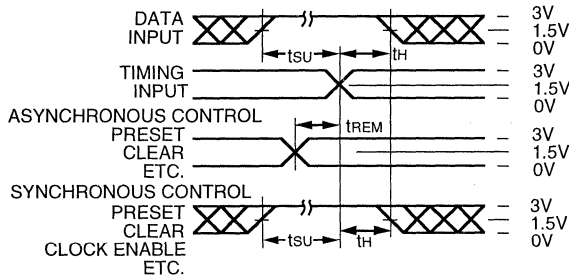 DATA
INPUT
3V
1.5V
0V
tSU
tH
TIMING
INPUT
3V
1.5V
0V
ASYNCHRONOUS CONTROL
PRESET
CLEAR
ETC.
tREM
3V
1.5V
0V
SYNCHRONOUS CONTROL
PRESET
CLEAR
CLOCK ENABLE
ETC.
tSU
tH
3V
1.5V
0V